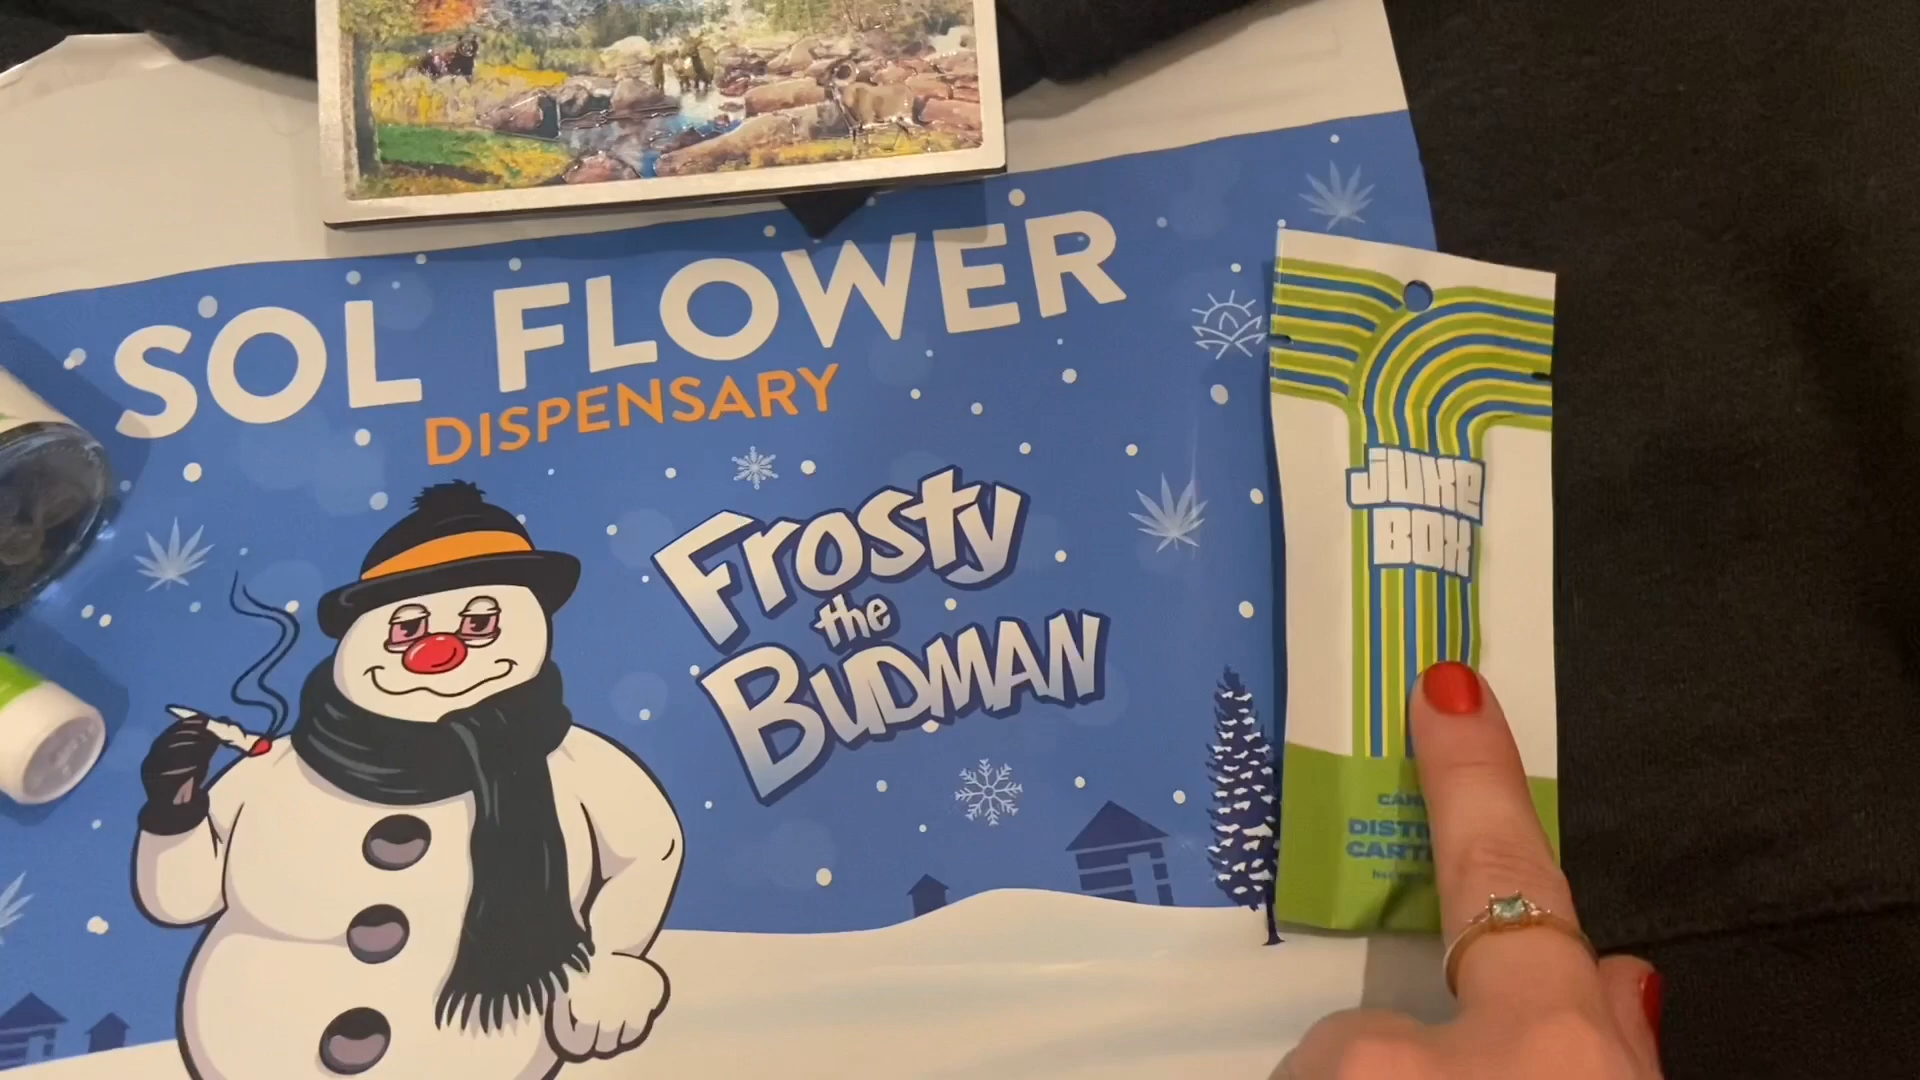 SOL FLOWER
DISPENSARY
Frosty
the
BUDMAN
JUKE
BOX